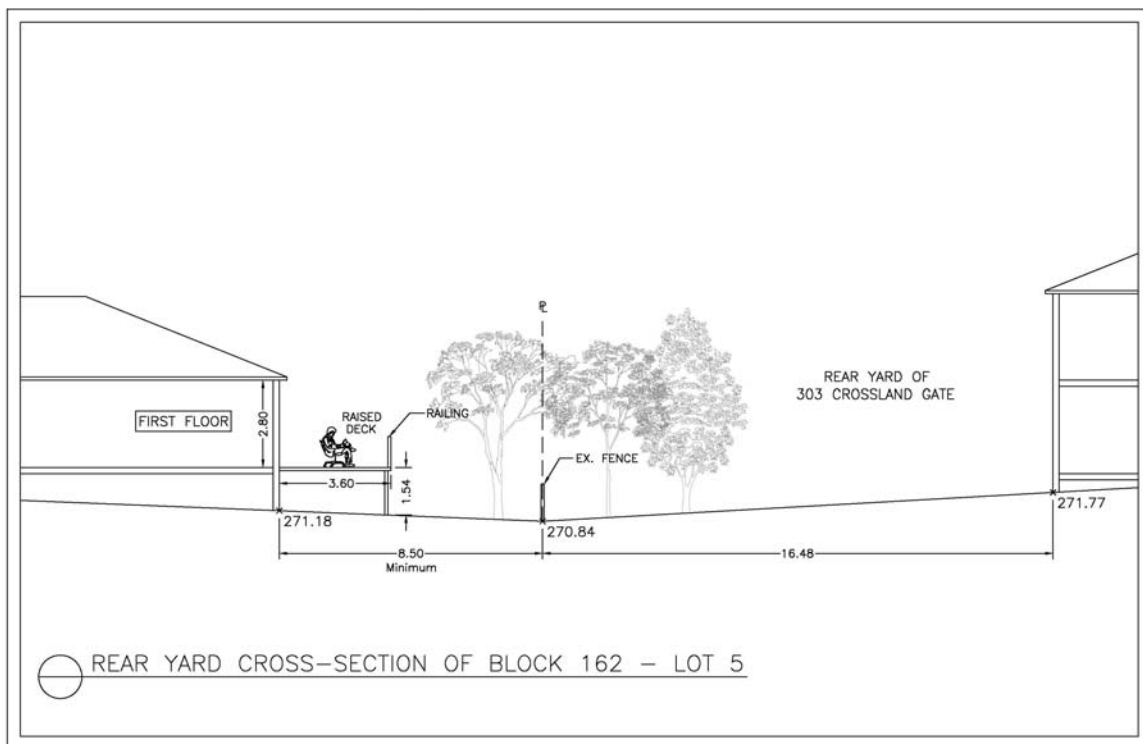 ℄
REAR YARD OF
303 CROSSLAND GATE
FIRST FLOOR
2.80
RAISED
DECK
RAILING
EX. FENCE
3.60
1.54
271.18
270.84
271.77
8.50
Minimum
16.48
REAR YARD CROSS-SECTION OF BLOCK 162 - LOT 5